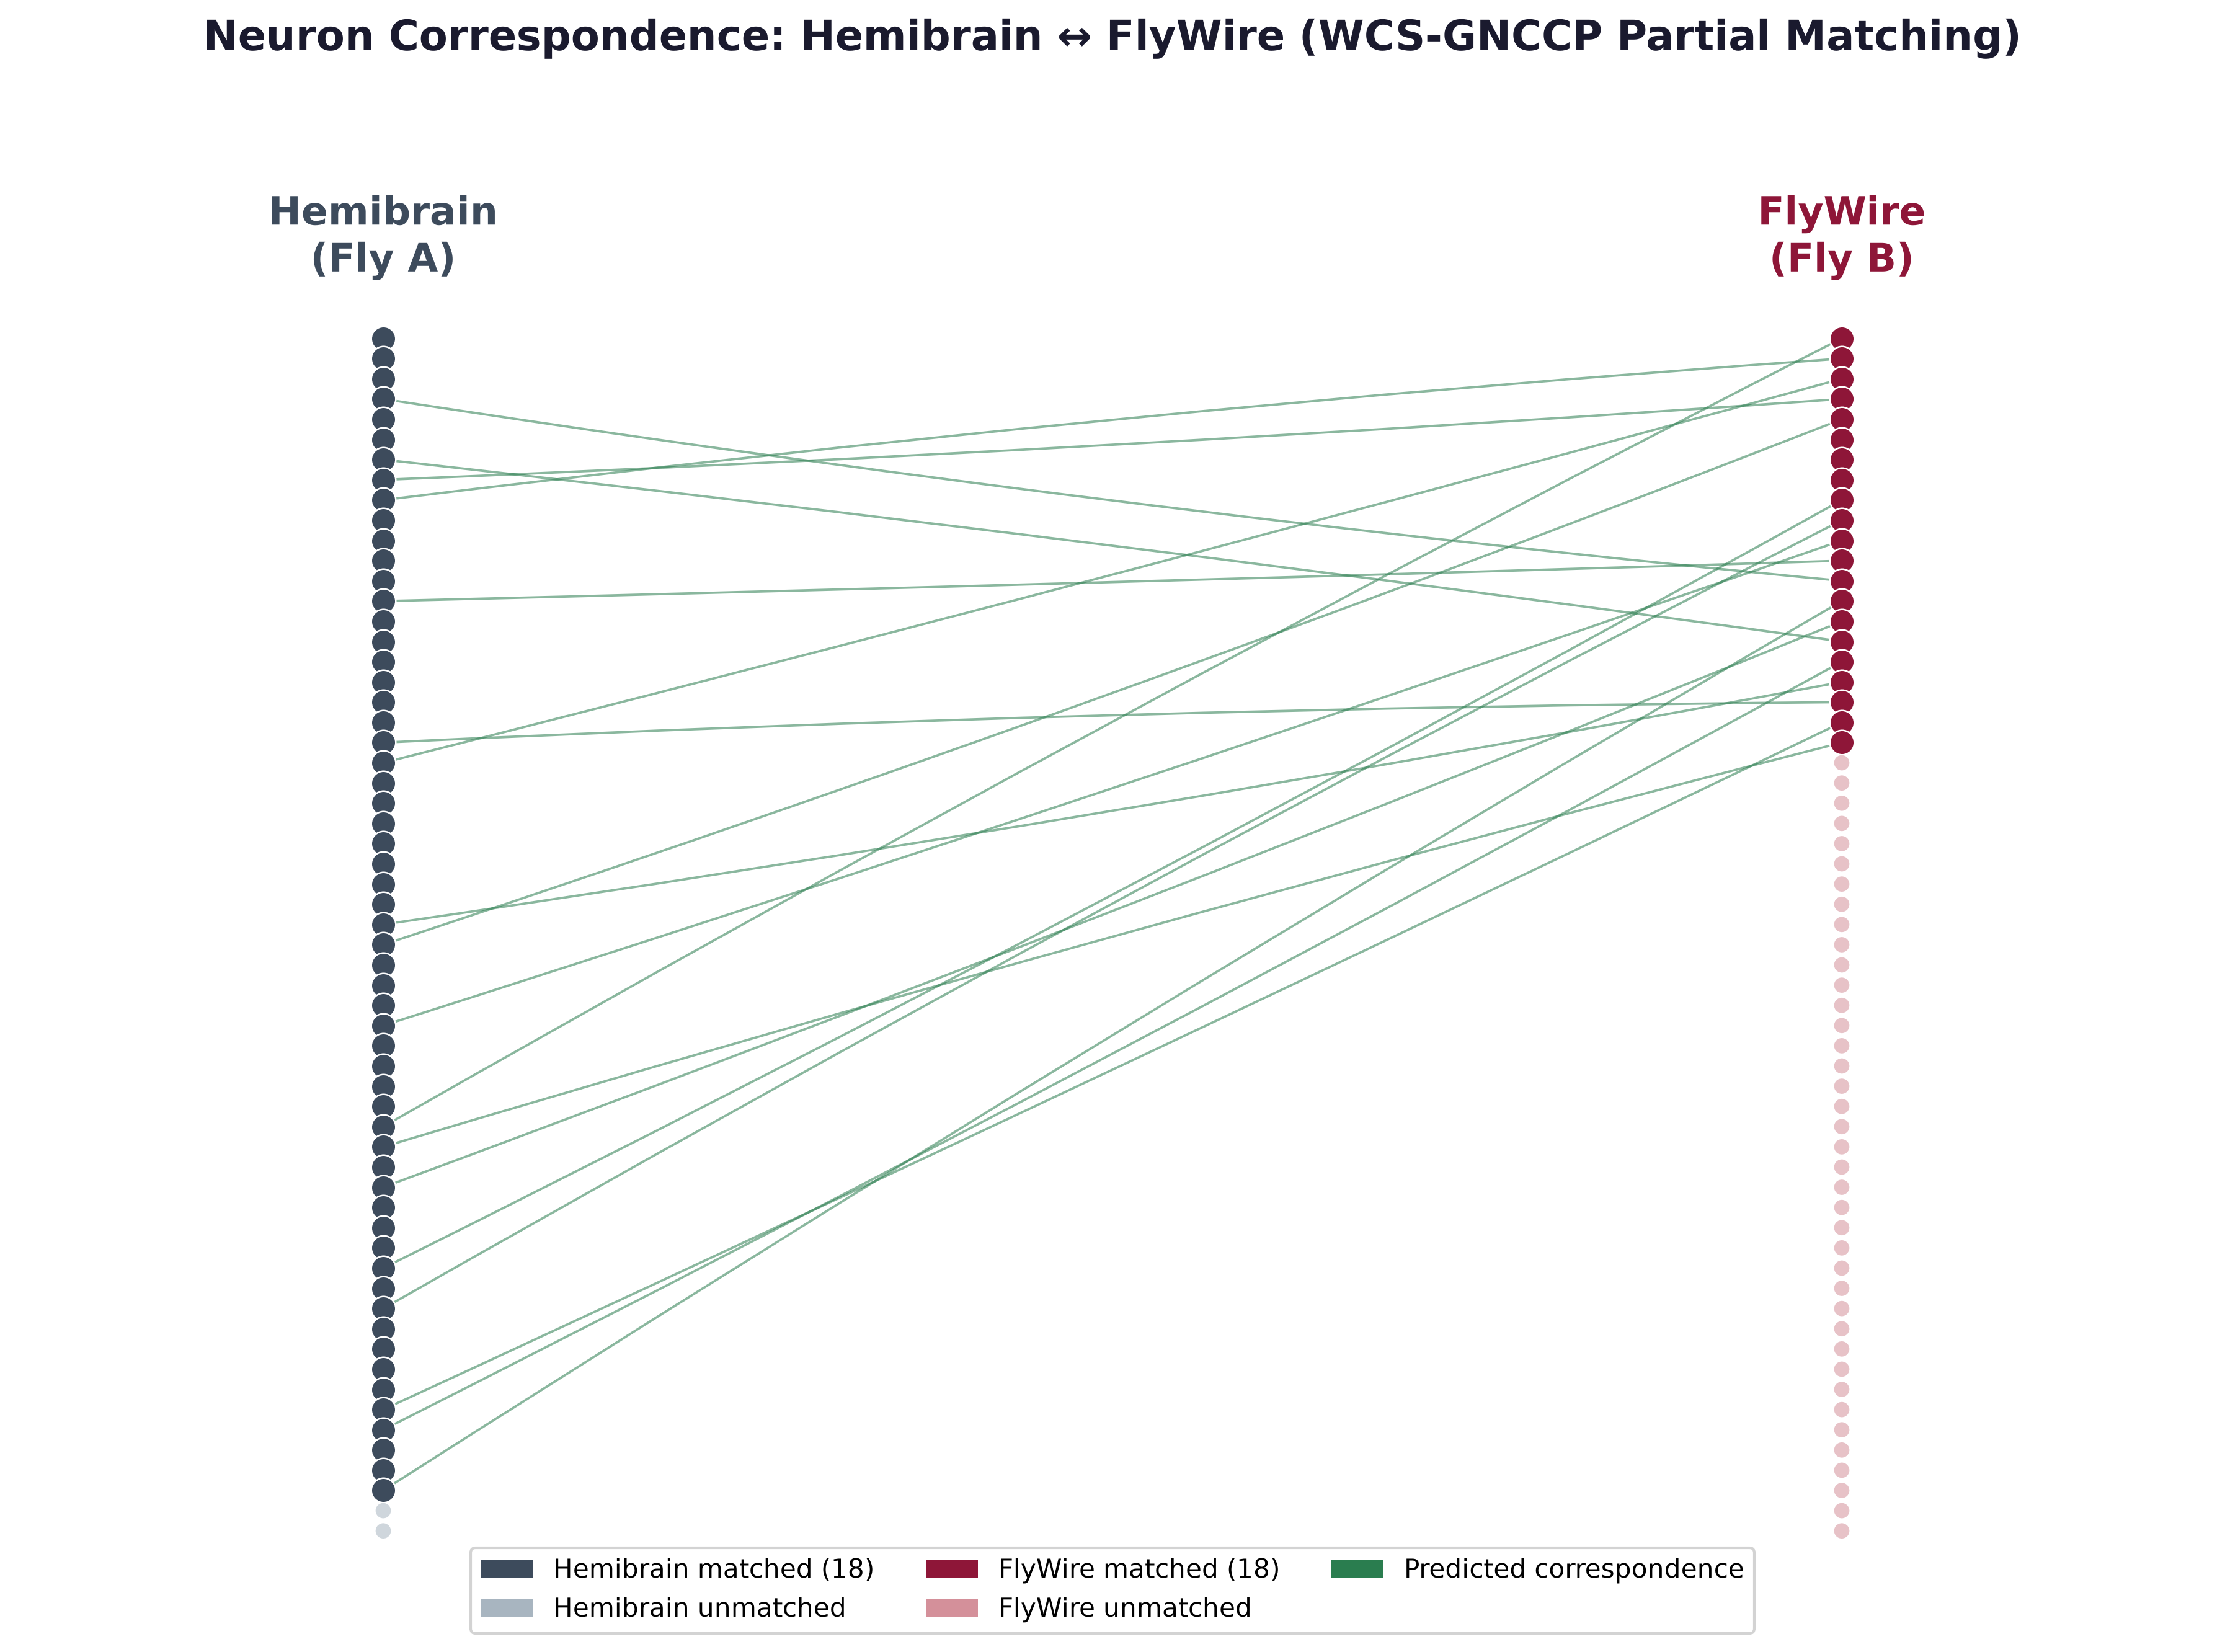 Neuron Correspondence: Hemibrain ↔ FlyWire (WCS-GNCCP Partial Matching)
Hemibrain
(Fly A)
FlyWire
(Fly B)
Hemibrain matched (18)
Hemibrain unmatched
FlyWire matched (18)
FlyWire unmatched
Predicted correspondence